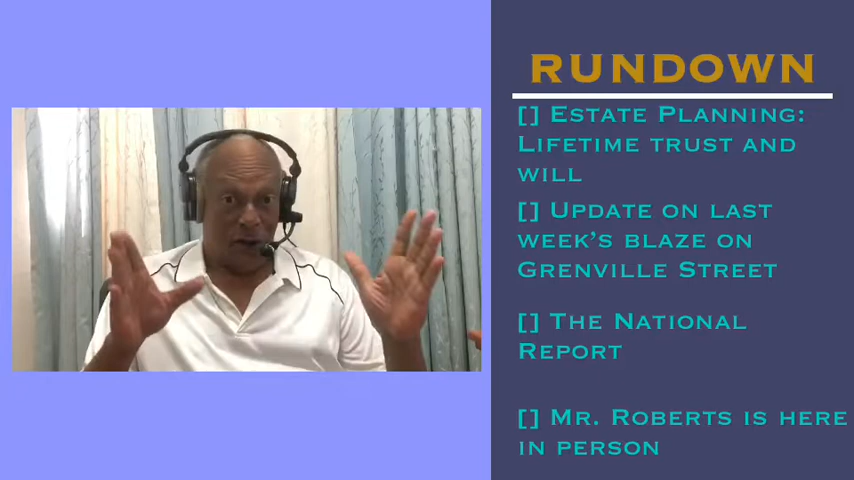 RUNDOWN
[] Estate Planning:
Lifetime trust and
will
[] Update on last
week's blaze on
Grenville Street
[] The National
Report
[] Mr. Roberts is here
in person